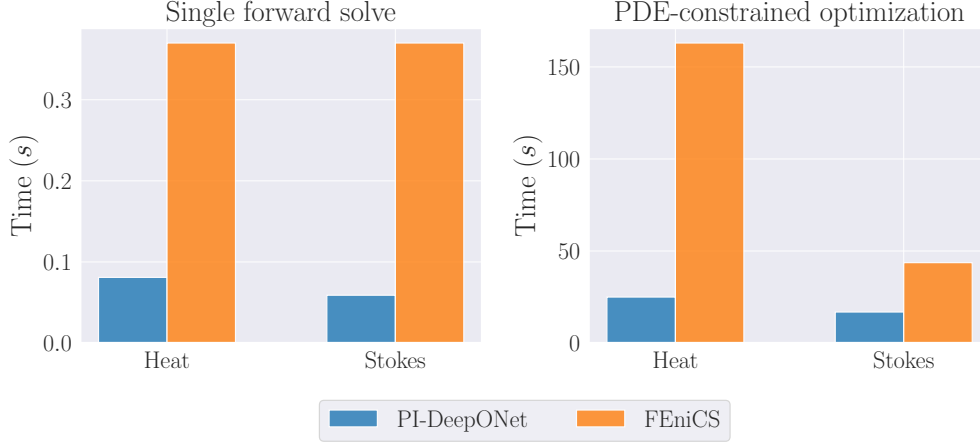 Single forward solve
Time (s)
0.3
0.2
0.1
0.0
Heat
Stokes
PDE-constrained optimization
Time (s)
150
100
50
0
Heat
Stokes
PI-DeepONet
FEniCS